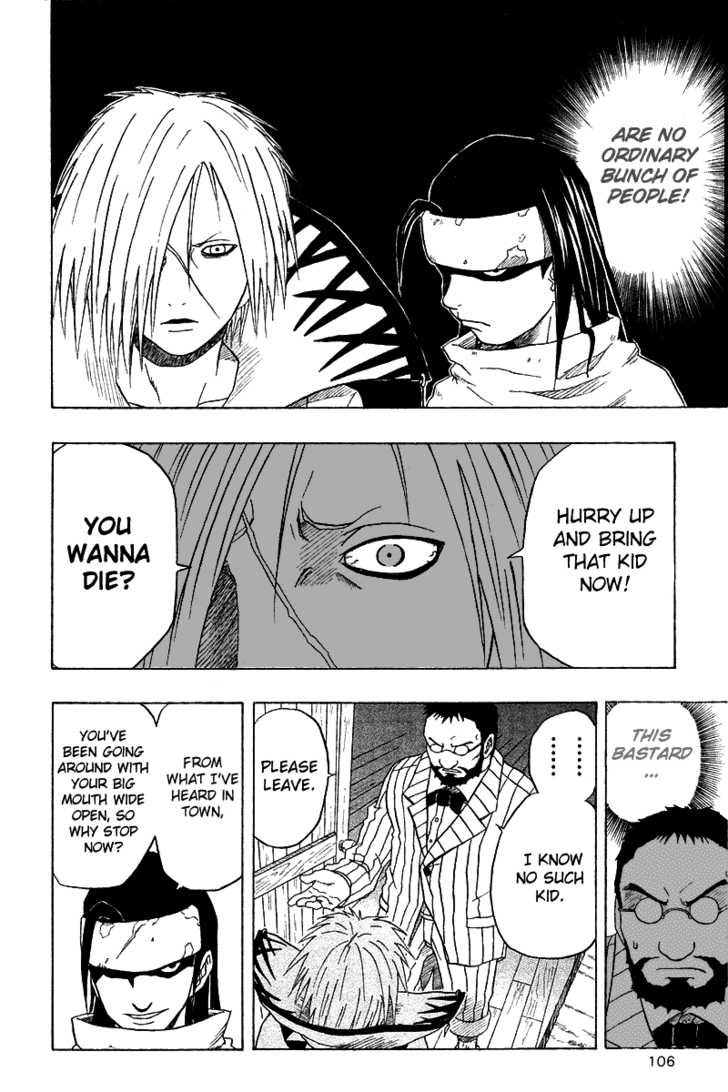 ARE NO
ORDINARY
BUNCH OF
PEOPLE!
HURRY UP
AND BRING
THAT KID
NOW!
YOU
WANNA
DIE?
THIS
BASTARD
...
......
I KNOW
NO SUCH
KID.
PLEASE
LEAVE.
FROM
WHAT I'VE
HEARD IN
TOWN,
YOU'VE
BEEN GOING
AROUND WITH
YOUR BIG
MOUTH WIDE
OPEN, SO
WHY STOP
NOW?
106